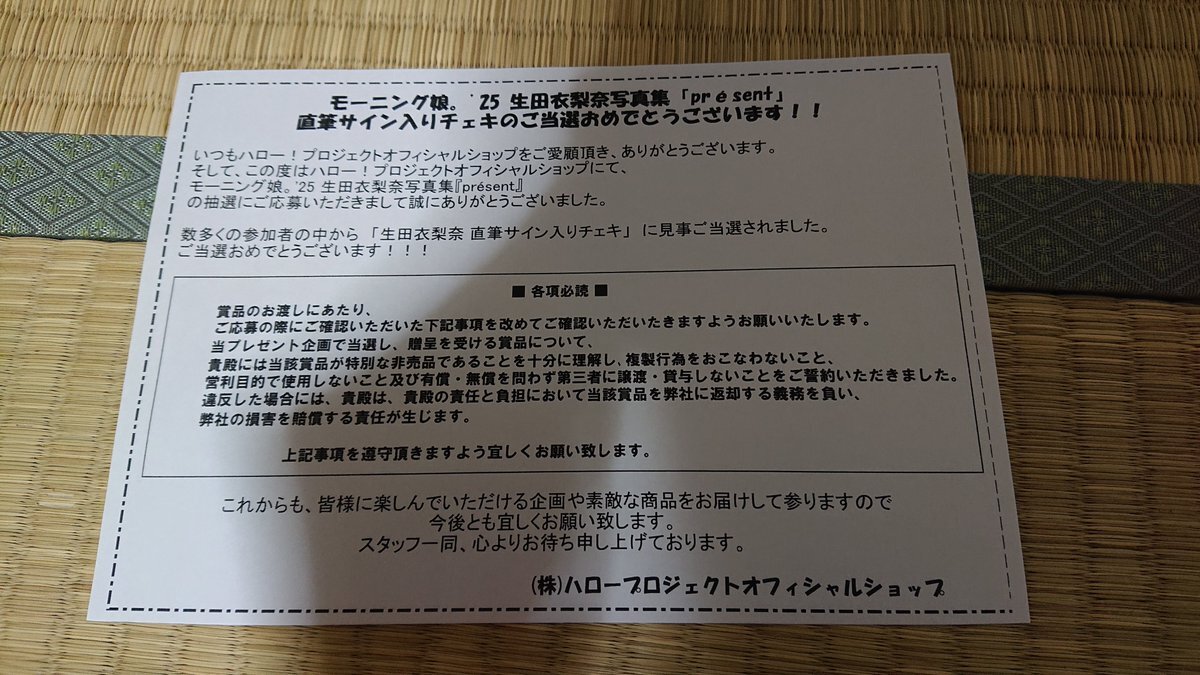 モーニング娘。'25 生田衣梨奈写真集「présent」
直筆サイン入りチェキのご当選おめでとうございます！！
いつもハロー！プロジェクトオフィシャルショップをご愛顧頂き、ありがとうございます。
そして、この度はハロー！プロジェクトオフィシャルショップにて、
モーニング娘。'25 生田衣梨奈写真集『présent』
の抽選にご応募いただきまして誠にありがとうございました。
数多くの参加者の中から「生田衣梨奈 直筆サイン入りチェキ」に見事ご当選されました。
ご当選おめでとうございます！！！
■ 各項必読 ■
賞品のお渡しにあたり、
ご応募の際にご確認いただいた下記事項を改めてご確認いただいたきますようお願いいたします。
当プレゼント企画で当選し、贈呈を受ける賞品について、
貴殿には当該賞品が特別な非売品であることを十分に理解し、複製行為をおこなわないこと、
営利目的で使用しないこと及び有償・無償を問わず第三者に譲渡・貸与しないことをご誓約いただきました。
違反した場合には、貴殿は、貴殿の責任と負担において当該賞品を弊社に返却する義務を負い、
弊社の損害を賠償する責任が生じます。
上記事項を遵守頂きますよう宜しくお願い致します。
これからも、皆様に楽しんでいただける企画や素敵な商品をお届けして参りますので
今後とも宜しくお願い致します。
スタッフ一同、心よりお待ち申し上げております。
(株)ハロープロジェクトオフィシャルショップ